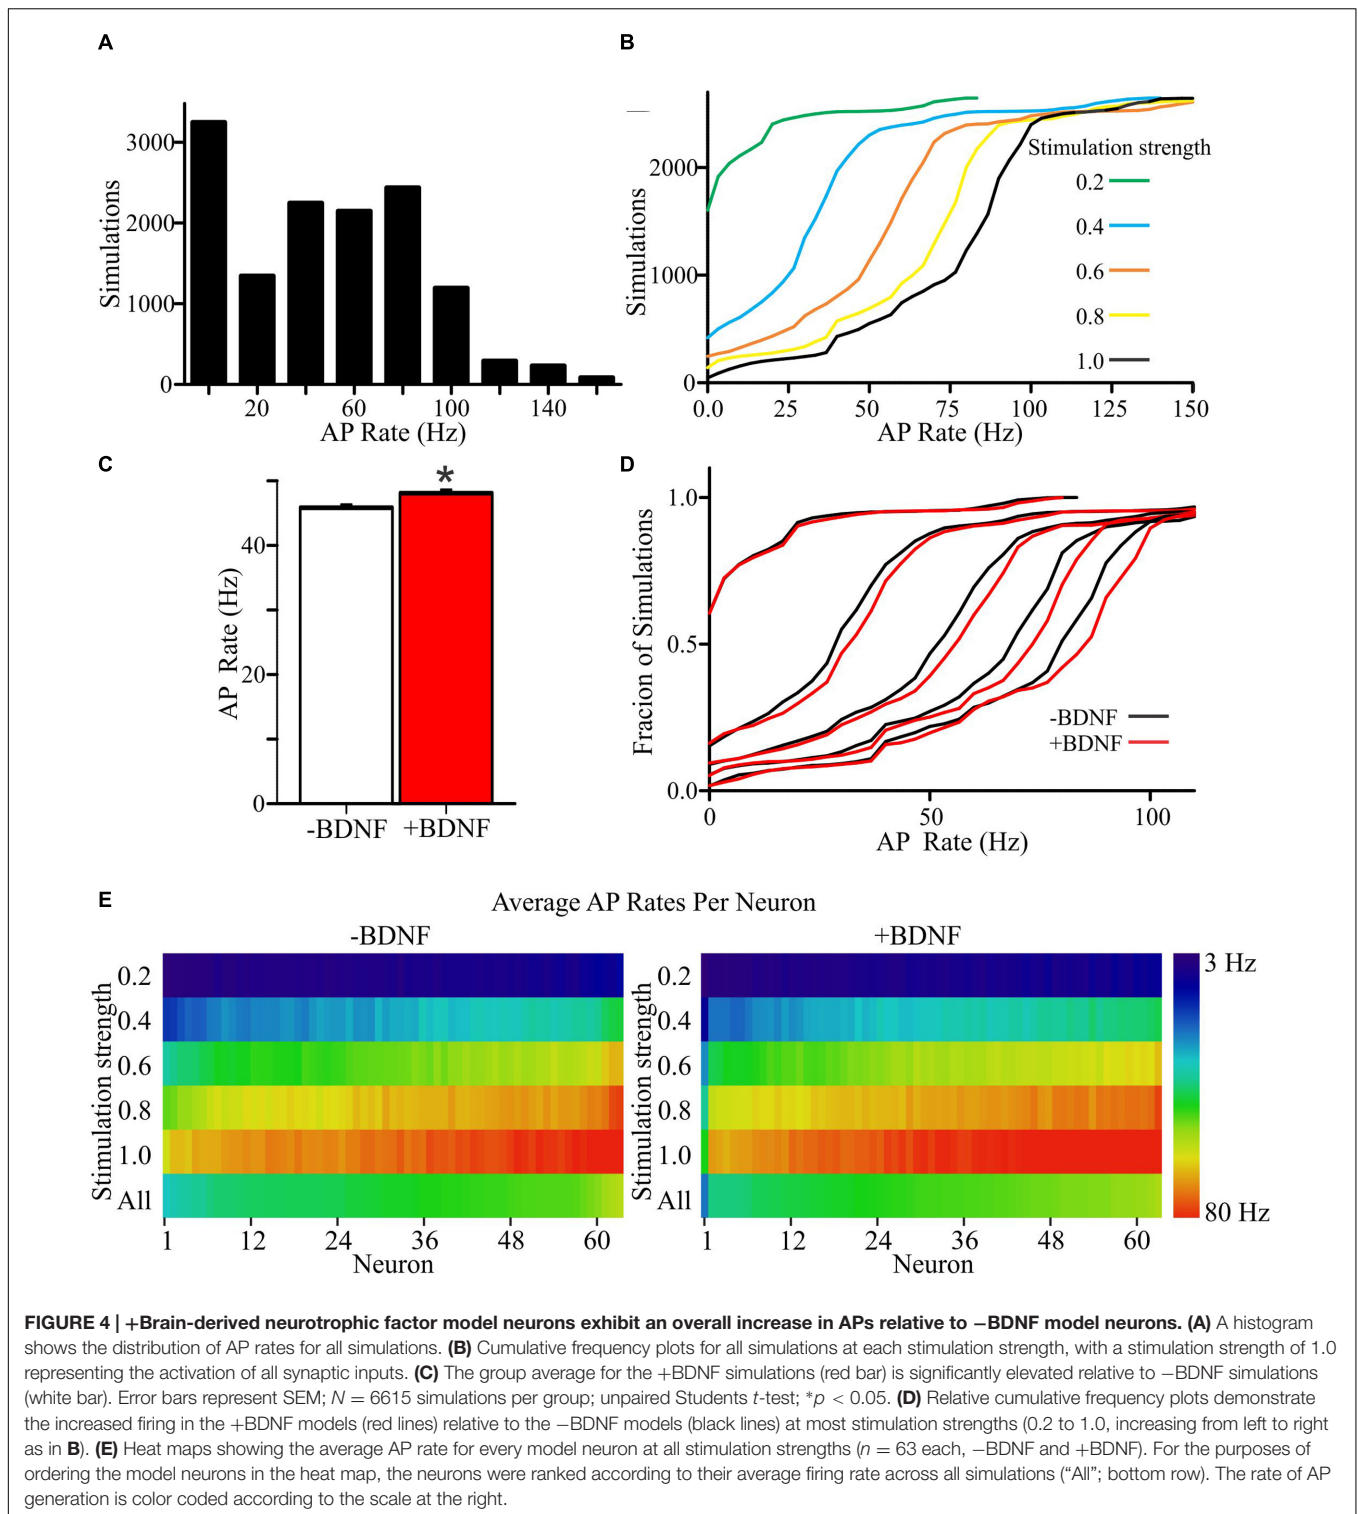 A
3000
2000
1000
0
Simulations
20
60
100
140
AP Rate (Hz)
B
2000
1000
0
Simulations
0.0
25
50
75
100
125
150
AP Rate (Hz)
Stimulation strength
0.2
0.4
0.6
0.8
1.0
C
*
40
20
0
AP Rate (Hz)
-BDNF
+BDNF
D
1.0
0.5
0.0
Fracion of Simulations
0
50
100
AP Rate (Hz)
-BDNF
+BDNF
E
Average AP Rates Per Neuron
-BDNF
Stimulation strength
0.2
0.4
0.6
0.8
1.0
All
1
12
24
36
48
60
Neuron
+BDNF
Stimulation strength
0.2
0.4
0.6
0.8
1.0
All
1
12
24
36
48
60
Neuron
3 Hz
80 Hz
FIGURE 4 | +Brain-derived neurotrophic factor model neurons exhibit an overall increase in APs relative to −BDNF model neurons. (A) A histogram
shows the distribution of AP rates for all simulations. (B) Cumulative frequency plots for all simulations at each stimulation strength, with a stimulation strength of 1.0
representing the activation of all synaptic inputs. (C) The group average for the +BDNF simulations (red bar) is significantly elevated relative to −BDNF simulations
(white bar). Error bars represent SEM; N = 6615 simulations per group; unpaired Students t-test; *p < 0.05. (D) Relative cumulative frequency plots demonstrate
the increased firing in the +BDNF models (red lines) relative to the −BDNF models (black lines) at most stimulation strengths (0.2 to 1.0, increasing from left to right
as in B). (E) Heat maps showing the average AP rate for every model neuron at all stimulation strengths (n = 63 each, −BDNF and +BDNF). For the purposes of
ordering the model neurons in the heat map, the neurons were ranked according to their average firing rate across all simulations (“All”; bottom row). The rate of AP
generation is color coded according to the scale at the right.